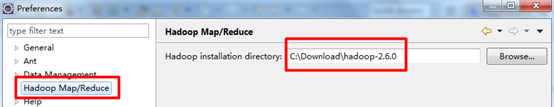 Preferences
type filter text
Hadoop Map/Reduce
General
Ant
Data Management
Hadoop Map/Reduce
Help
Hadoop installation directory: C:\Download\hadoop-2.6.0 Browse...